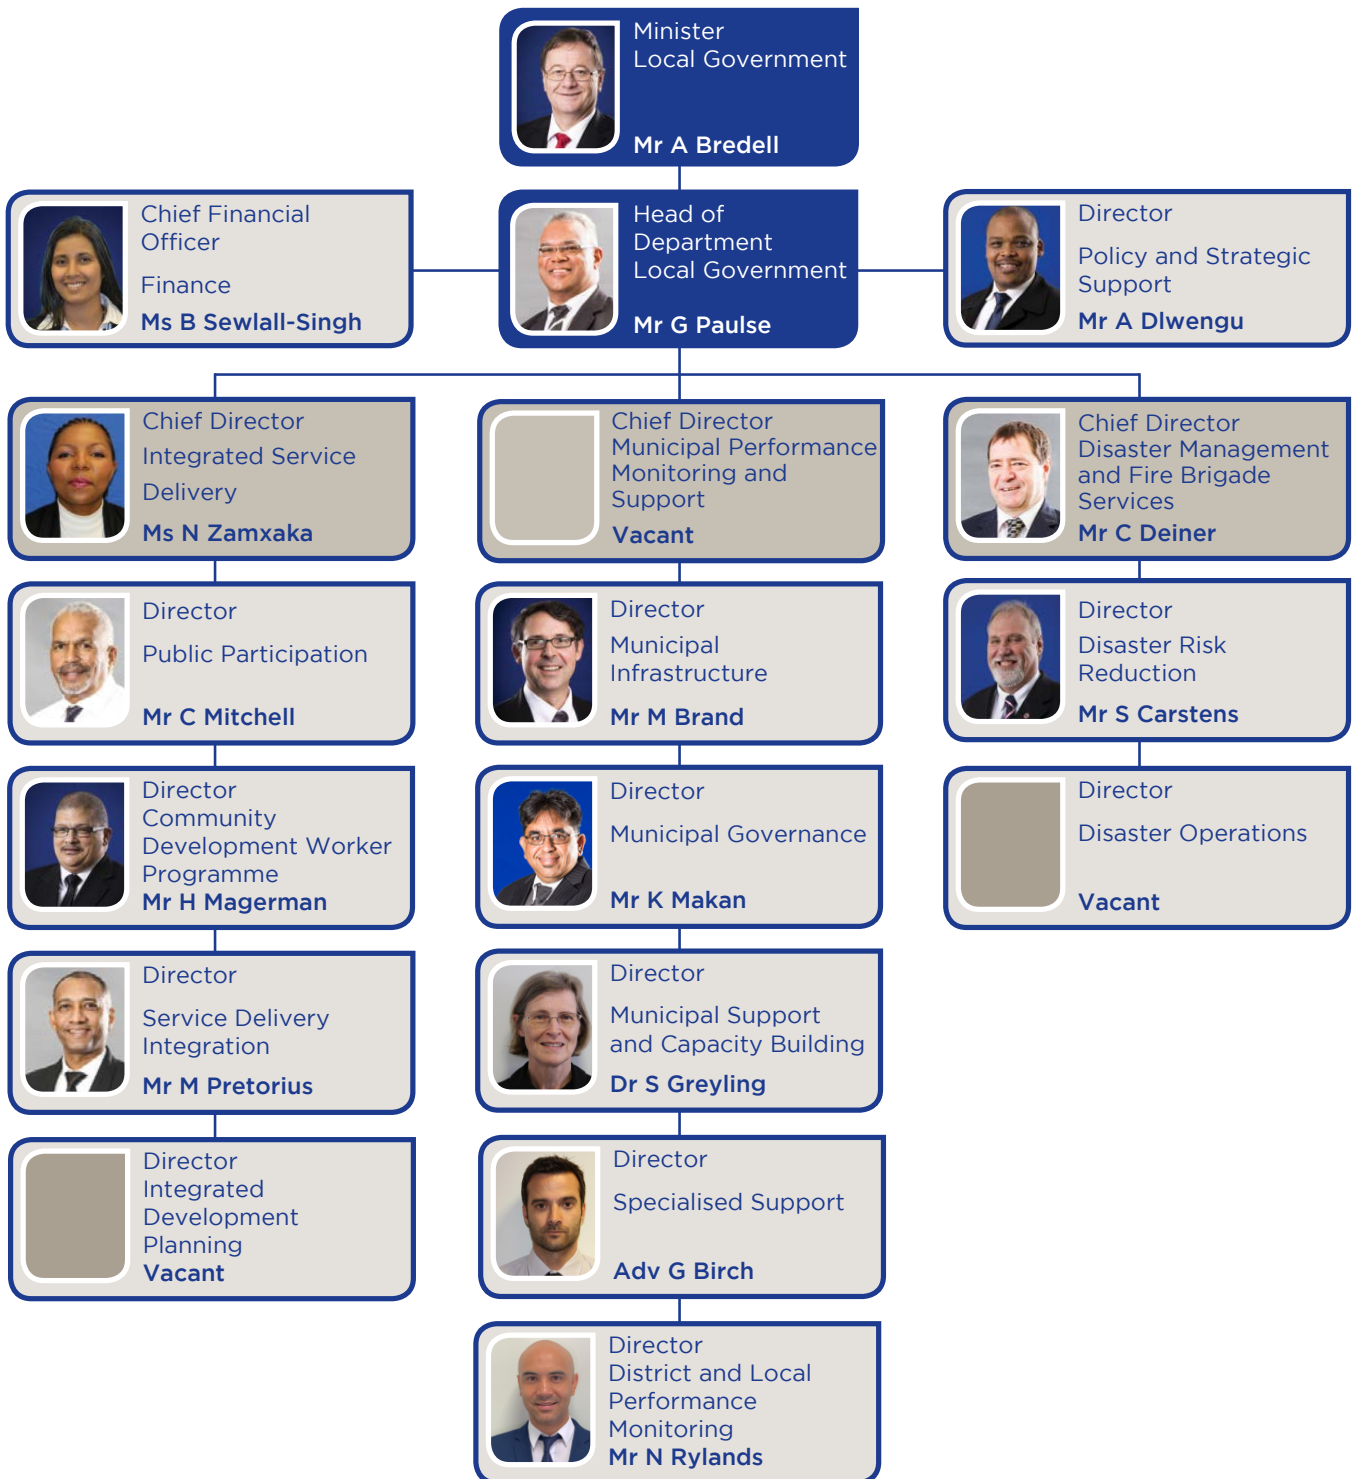 Minister
Local Government
Mr A Bredell
Chief Financial
Officer
Finance
Ms B Sewlall-Singh
Head of
Department
Local Government
Mr G Paulse
Director
Policy and Strategic
Support
Mr A Dlwengu
Chief Director
Integrated Service
Delivery
Ms N Zamxaka
Chief Director
Municipal Performance
Monitoring and
Support
Vacant
Chief Director
Disaster Management
and Fire Brigade
Services
Mr C Deiner
Director
Public Participation
Mr C Mitchell
Director
Municipal
Infrastructure
Mr M Brand
Director
Disaster Risk
Reduction
Mr S Carstens
Director
Community
Development Worker
Programme
Mr H Magerman
Director
Municipal Governance
Mr K Makan
Director
Disaster Operations
Vacant
Director
Service Delivery
Integration
Mr M Pretorius
Director
Municipal Support
and Capacity Building
Dr S Greyling
Director
Integrated
Development
Planning
Vacant
Director
Specialised Support
Adv G Birch
Director
District and Local
Performance
Monitoring
Mr N Rylands